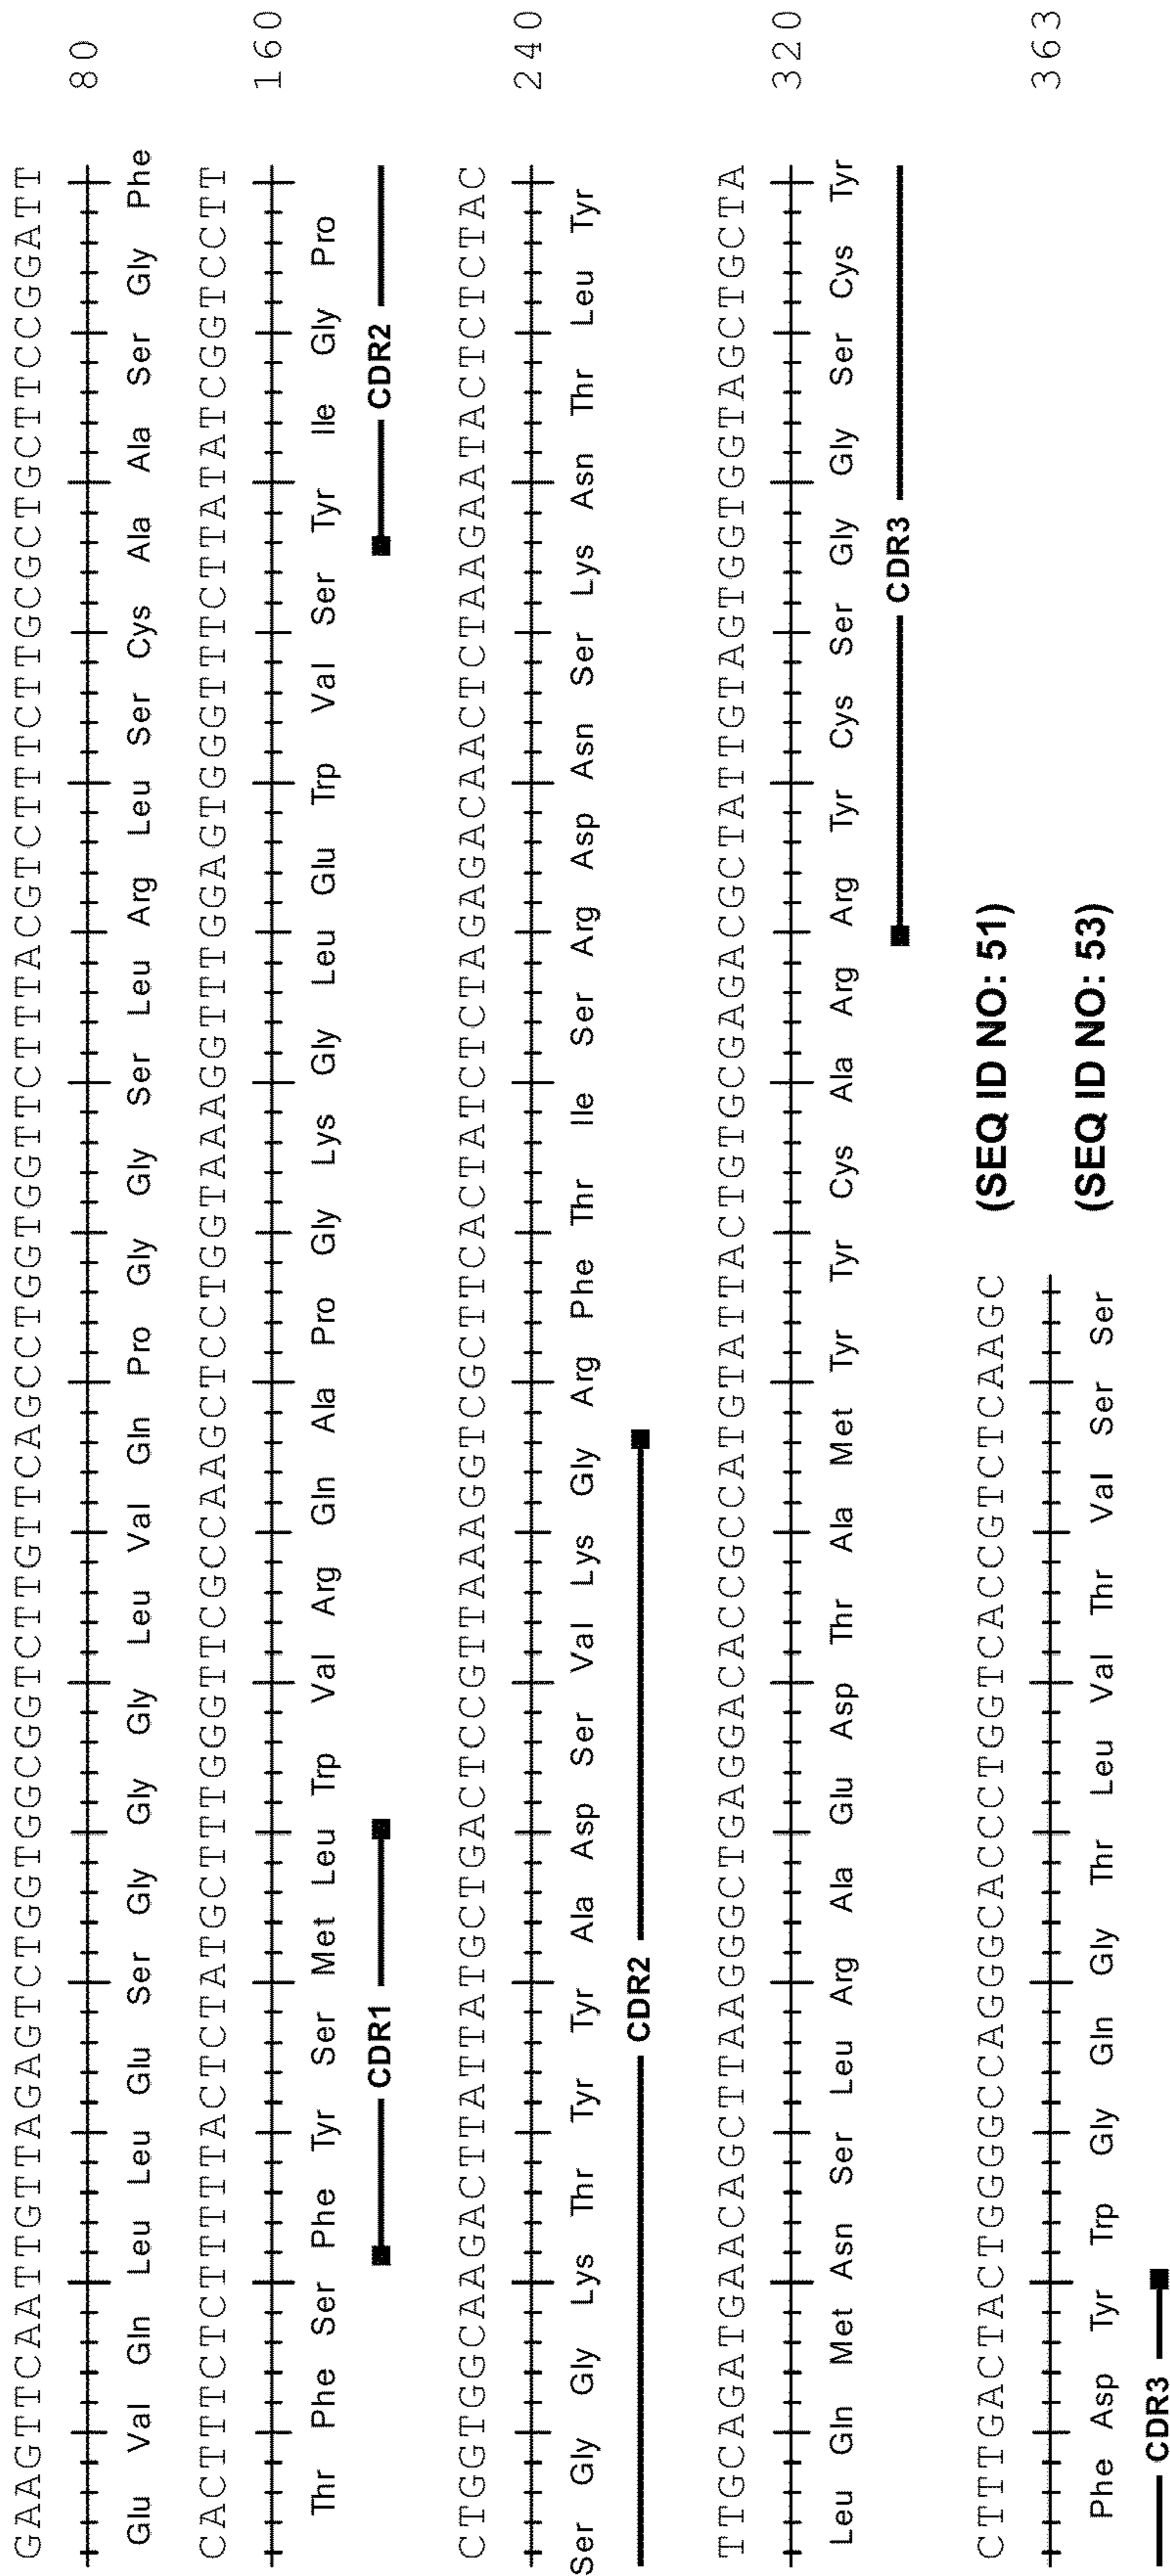 GAAGTTCAATTGTTAGAGTCTGGTGGCGGTCTTGTTCAGCCTGGTGGTTCTTTACGTCTTTCTTGCGCTGCTTCCGGATT
80
Glu Val Gln Leu Leu Glu Ser Gly Gly Gly Leu Val Gln Pro Gly Gly Ser Leu Arg Leu Ser Cys Ala Ala Ser Gly Phe
CACTTTCTCTTTTTACTCTATGCTTTGGGTTCGCCAAGCTCCTGGTAAAGGTTTGGAGTGGGTTTCTTATATCGGTCCTT
160
Thr Phe Ser Phe Tyr Ser Met Leu Trp Val Arg Gln Ala Pro Gly Lys Gly Leu Glu Trp Val Ser Tyr Ile Gly Pro
CDR1 CDR2
CTGGTGGCAAGACTTATTATGCTGACTCCGTTAAAGGTCGCTTCACTATCTCTAGAGACAACTCTAAGAATACTCTCTAC
240
Ser Gly Gly Lys Thr Tyr Tyr Ala Asp Ser Val Lys Gly Arg Phe Thr Ile Ser Arg Asp Asn Ser Lys Asn Thr Leu Tyr
CDR2
TTGCAGATGAACAGCTTAAGGGCTGAGGACACCGCCATGTATTACTGTGCGAGACGCTATTGTAGTGGTGGTAGCTGCTA
320
Leu Gln Met Asn Ser Leu Arg Ala Glu Asp Thr Ala Met Tyr Tyr Cys Ala Arg Arg Tyr Cys Ser Gly Gly Ser Cys Tyr
CDR3
CTTTGACTACTGGGGCCAGGGCACCCTGGTCACCGTCTCAAGC (SEQ ID NO: 51)
363
Phe Asp Tyr Trp Gly Gln Gly Thr Leu Val Thr Val Ser Ser (SEQ ID NO: 53)
CDR3